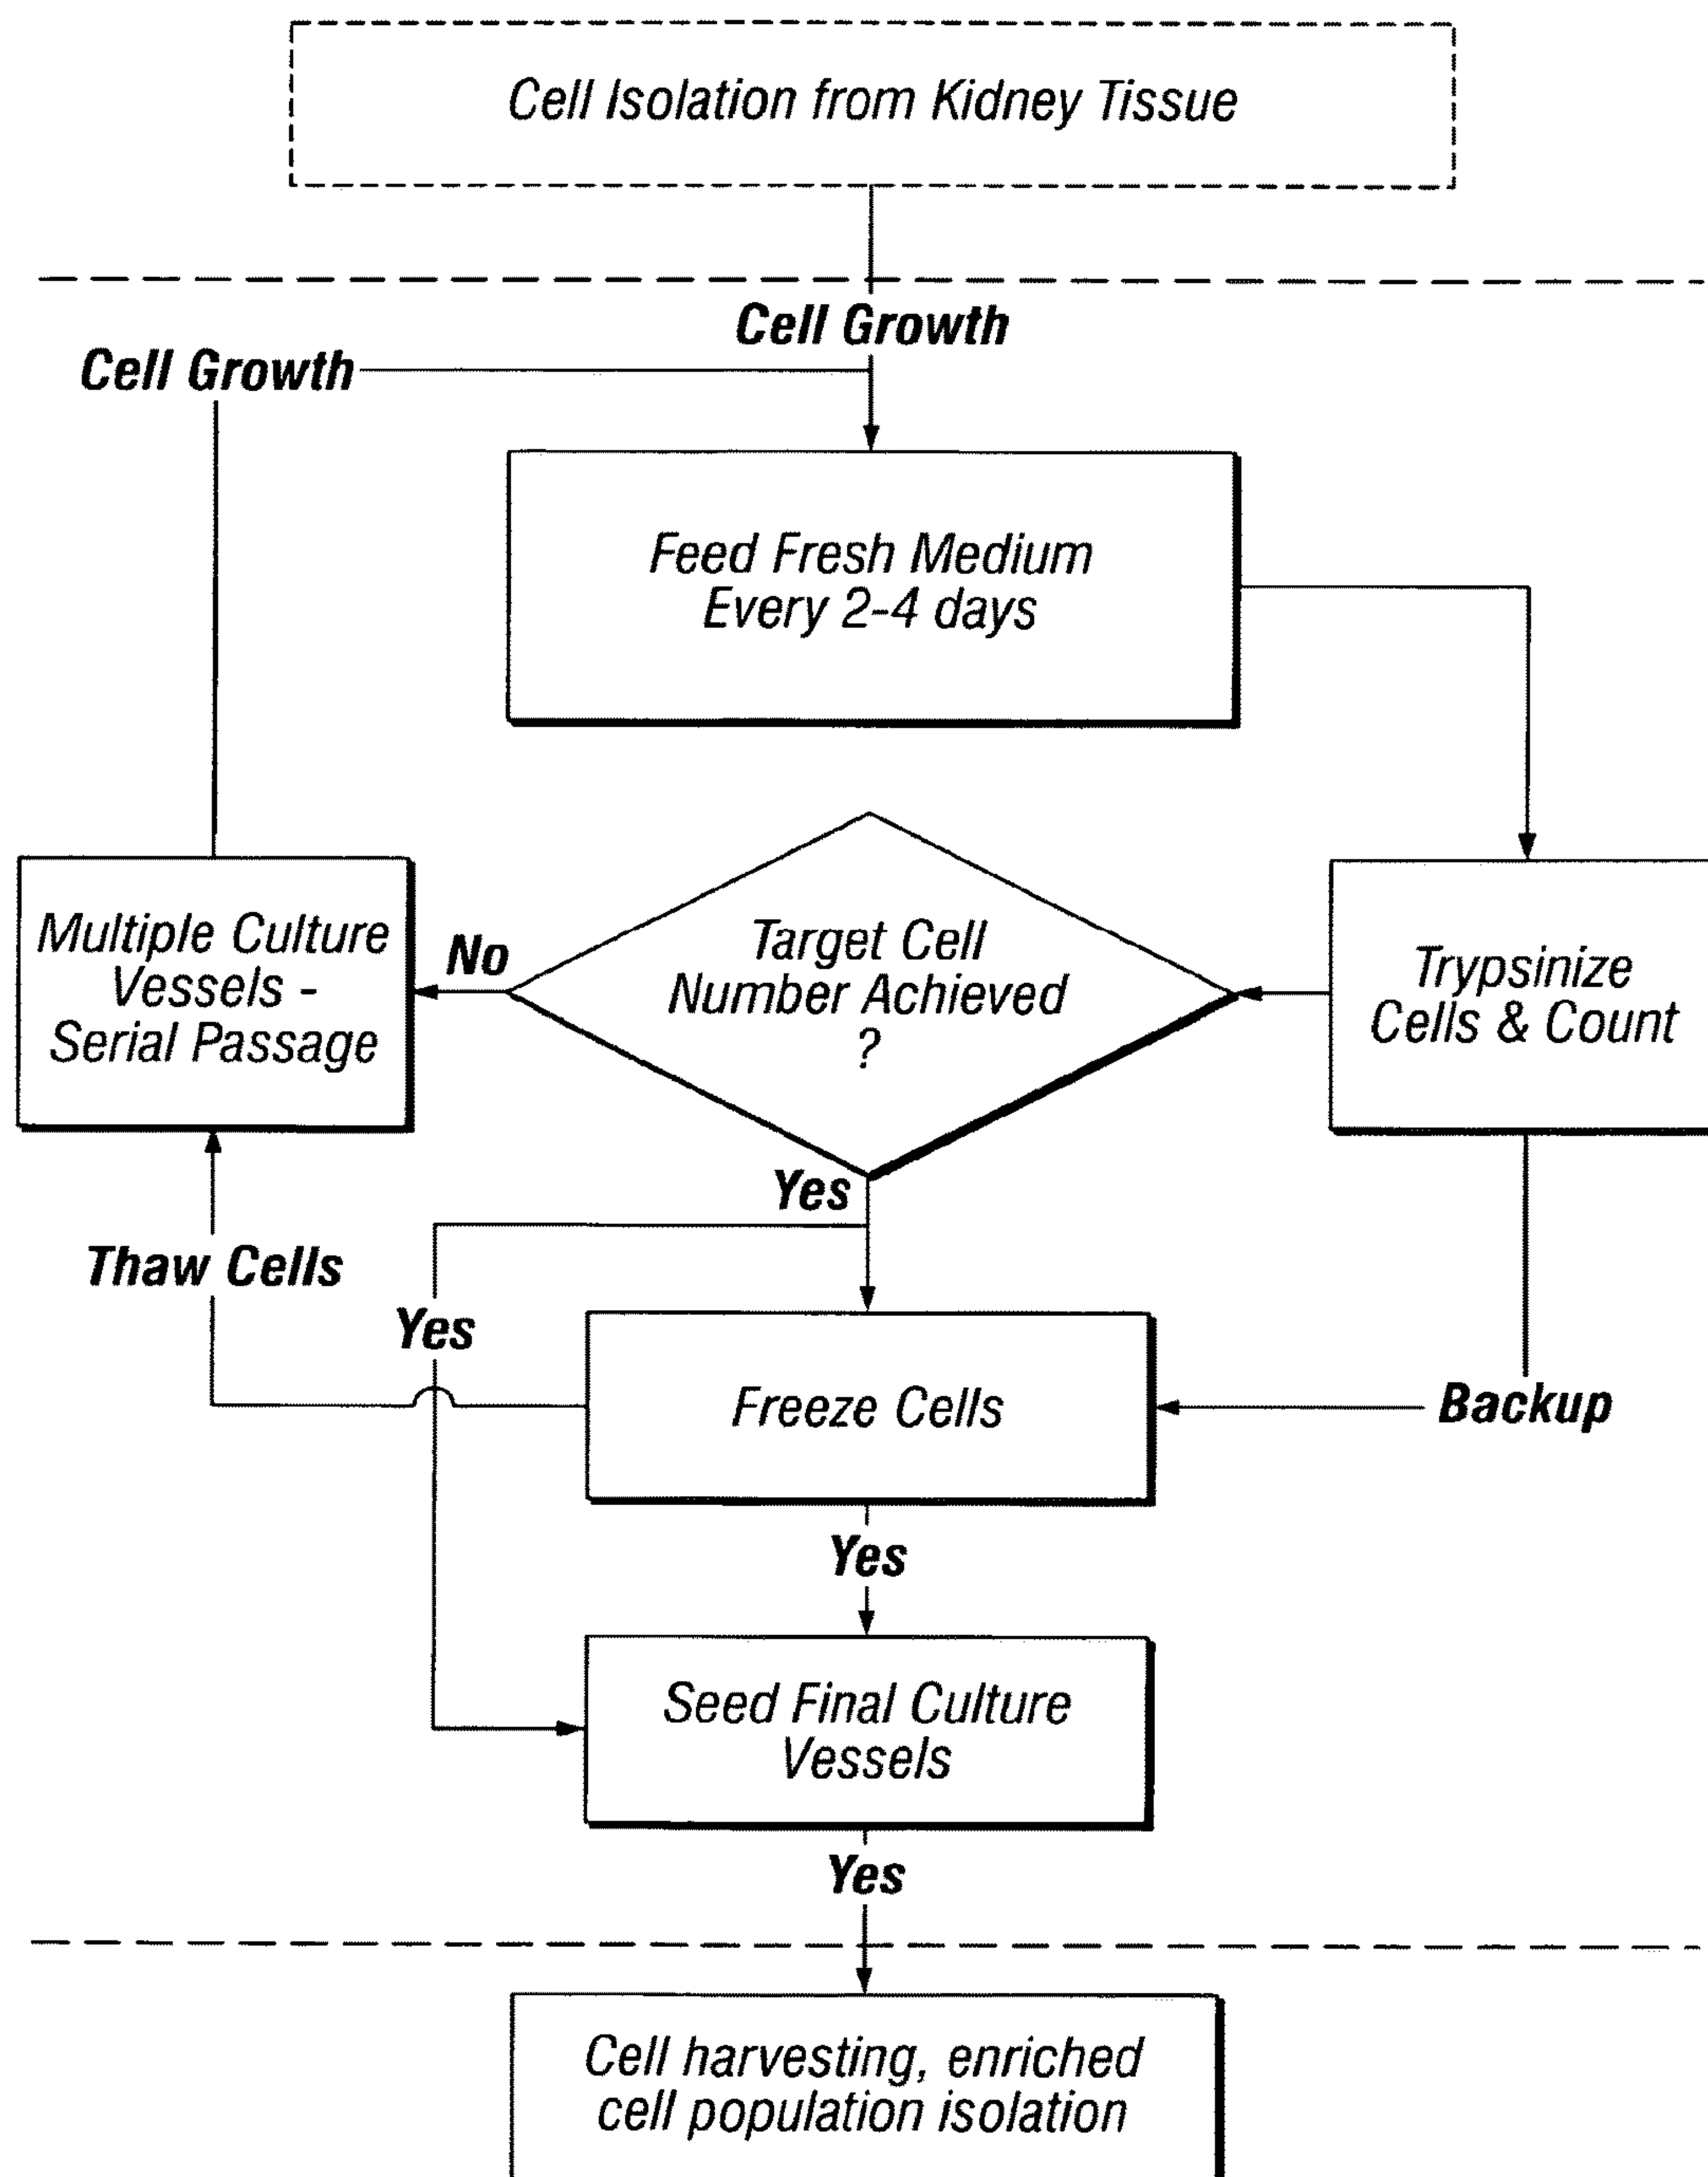 Cell Isolation from Kidney Tissue
Cell Growth
Cell Growth
Feed Fresh Medium
Every 2-4 days
Multiple Culture
Vessels -
Serial Passage
No
Target Cell
Number Achieved
?
Trypsinize
Cells & Count
Yes
Thaw Cells
Yes
Freeze Cells
Backup
Yes
Seed Final Culture
Vessels
Yes
Cell harvesting, enriched
cell population isolation